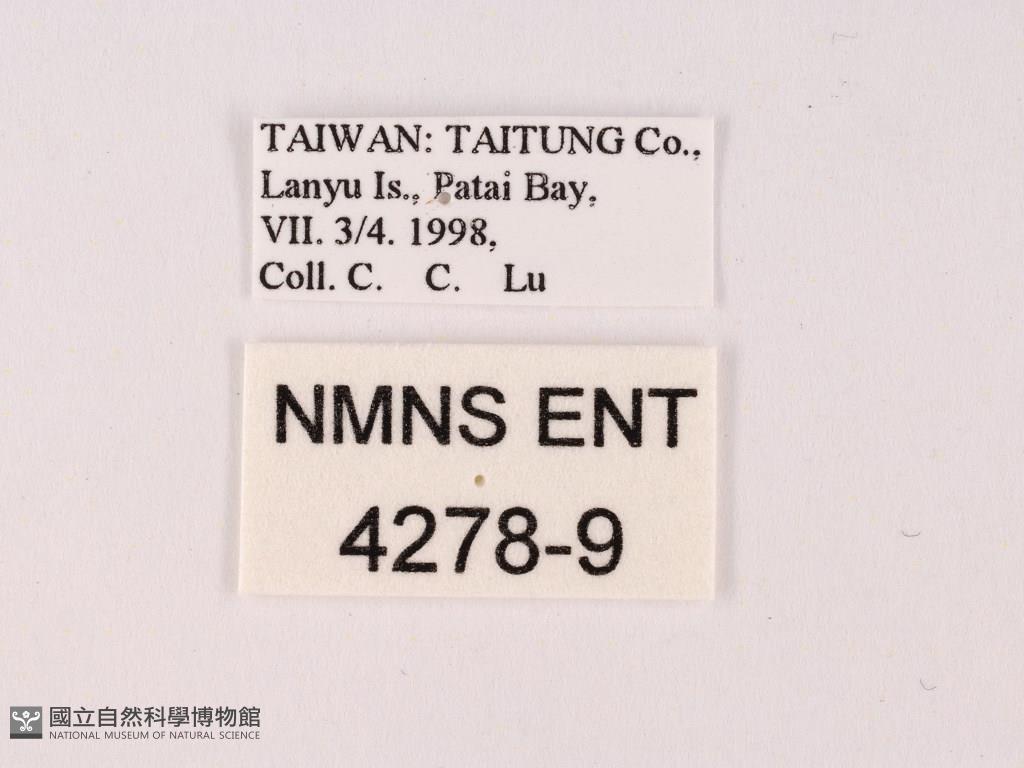 TAIWAN: TAITUNG Co.,
Lanyu Is., Patai Bay,
VII. 3/4. 1998,
Coll. C. C. Lu
NMNS ENT
4278-9
國立自然科學博物館
NATIONAL MUSEUM OF NATURAL SCIENCE